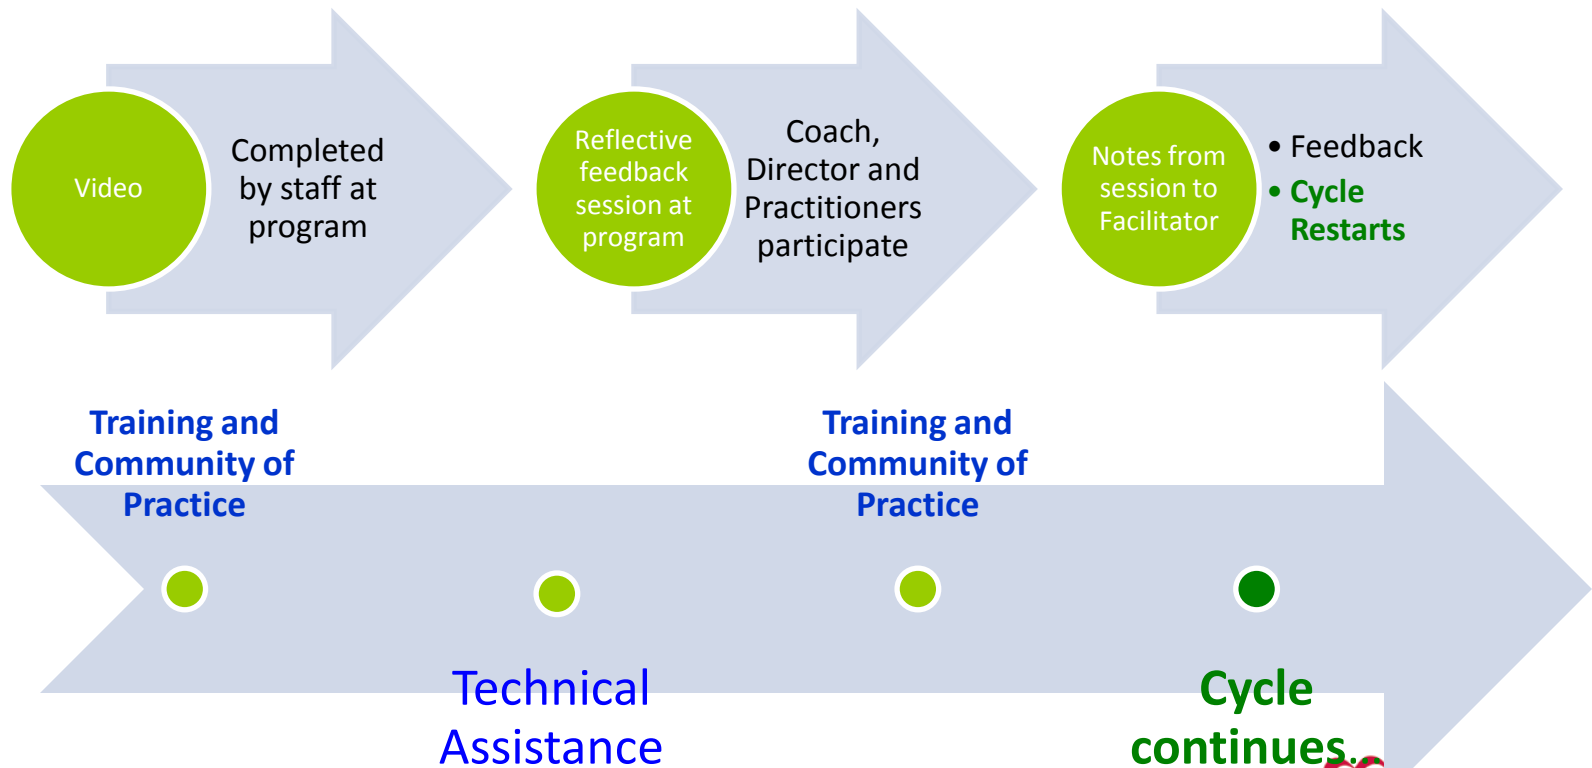 Video
Completed
by staff at
program
Reflective
feedback
session at
program
Coach,
Director and
Practitioners
participate
Notes from
session to
Facilitator
• Feedback
• Cycle
Restarts
Training and
Community of
Practice
Training and
Community of
Practice
Technical
Assistance
Cycle
continues...